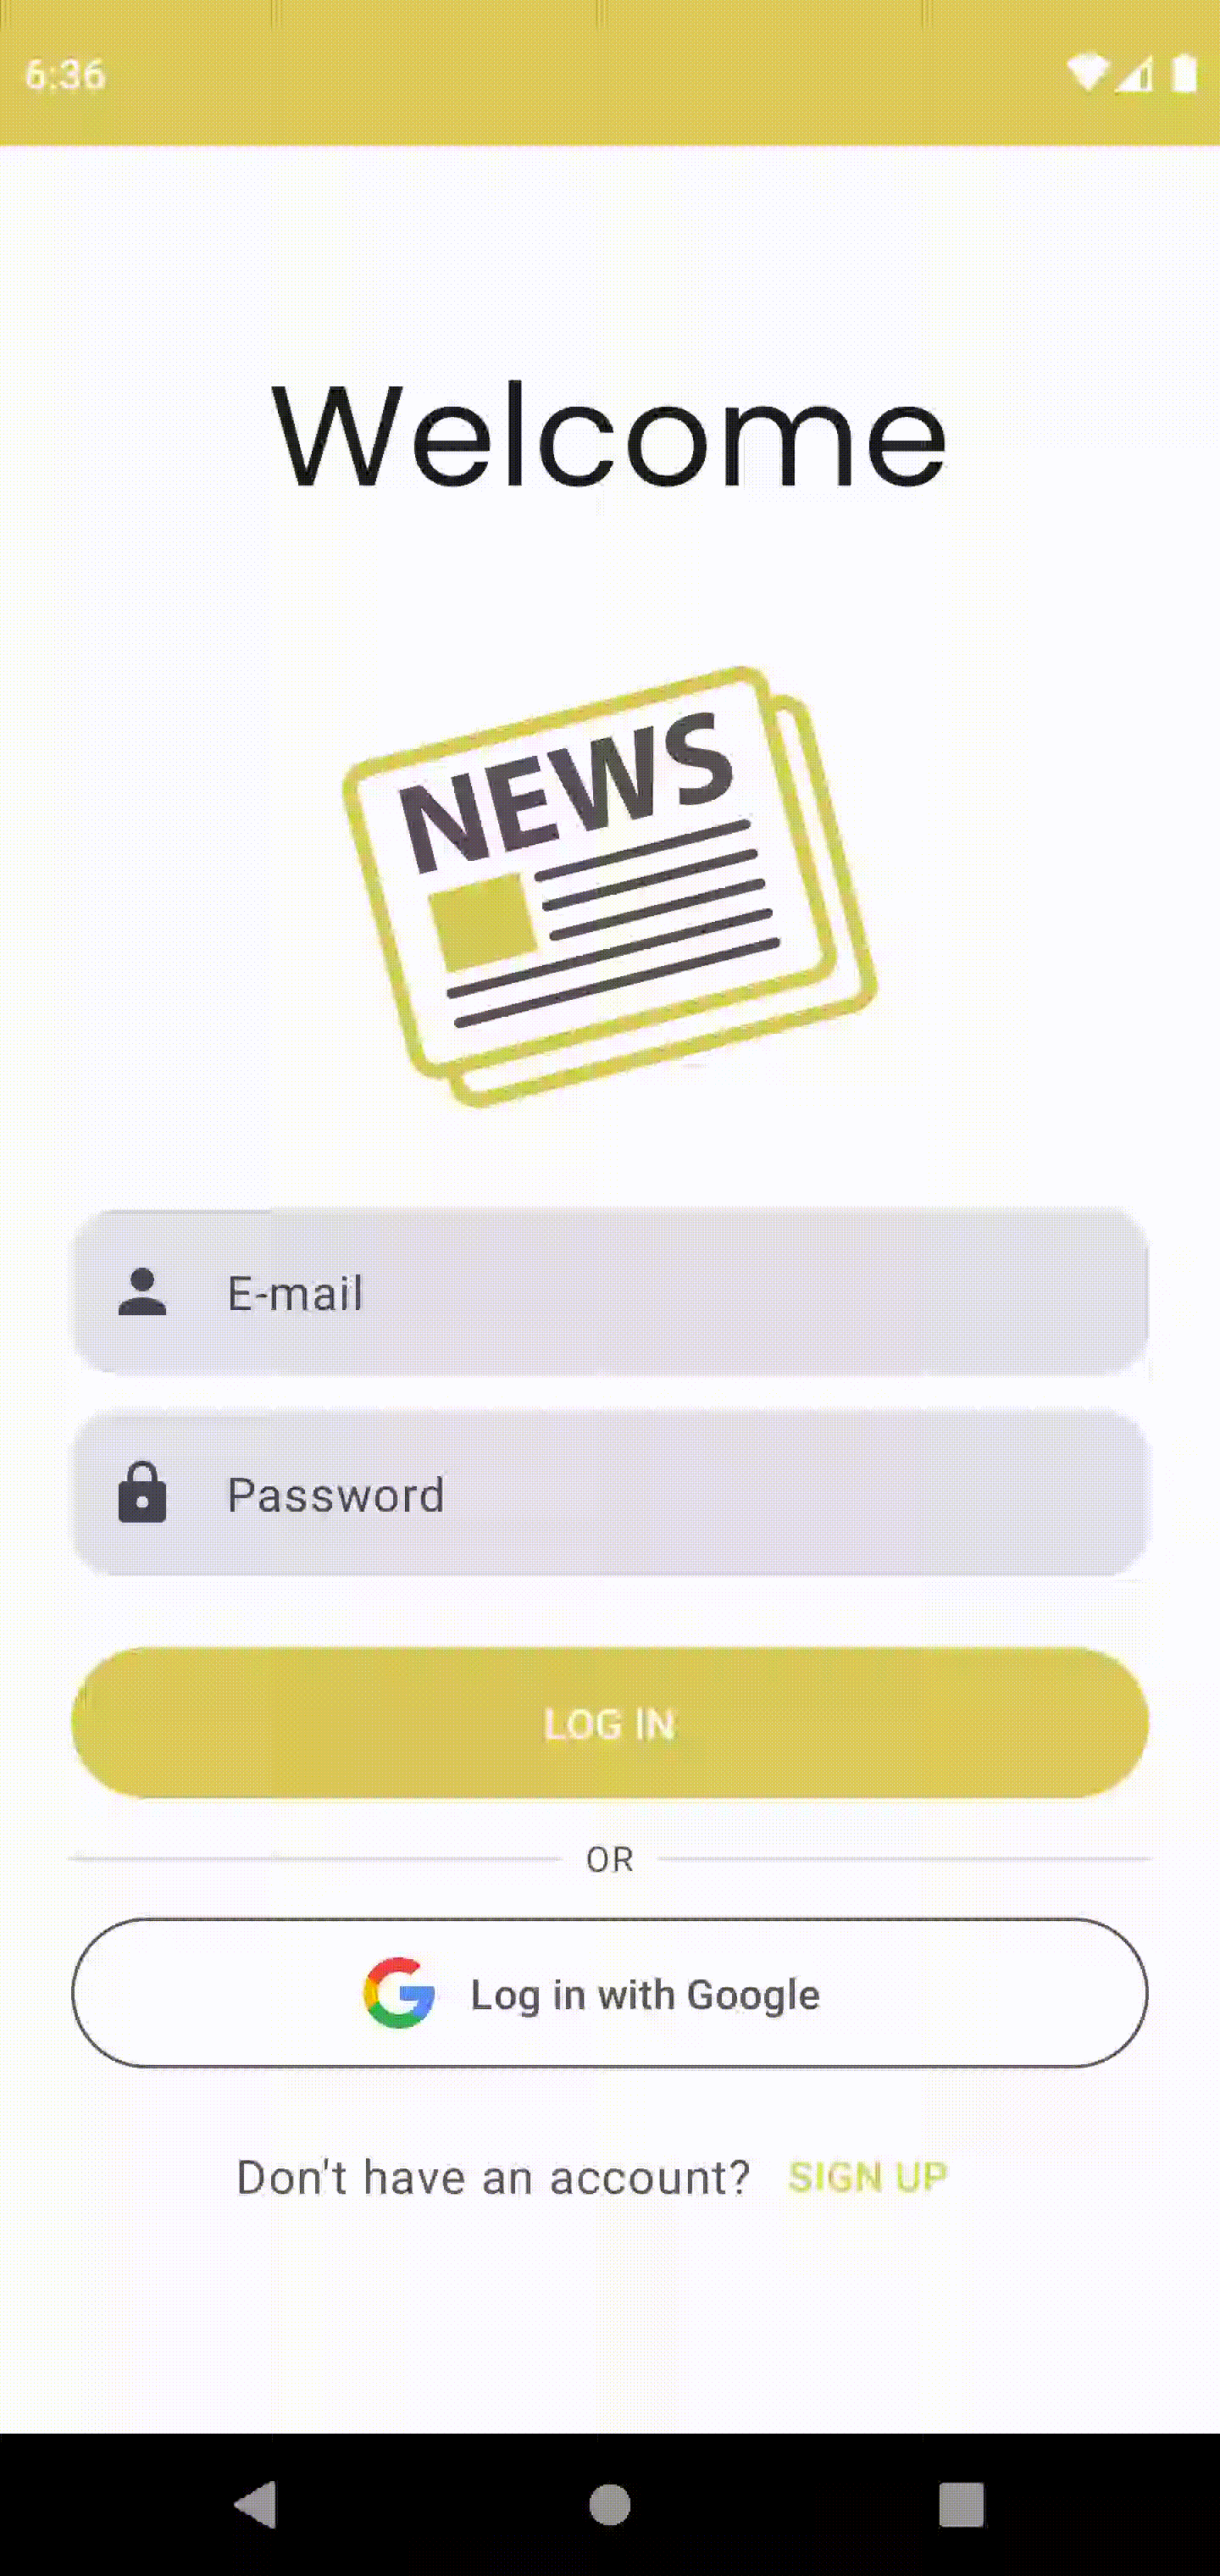 6:36
Welcome
NEWS
E-mail
Password
LOG IN
OR
Log in with Google
Don't have an account? SIGN UP